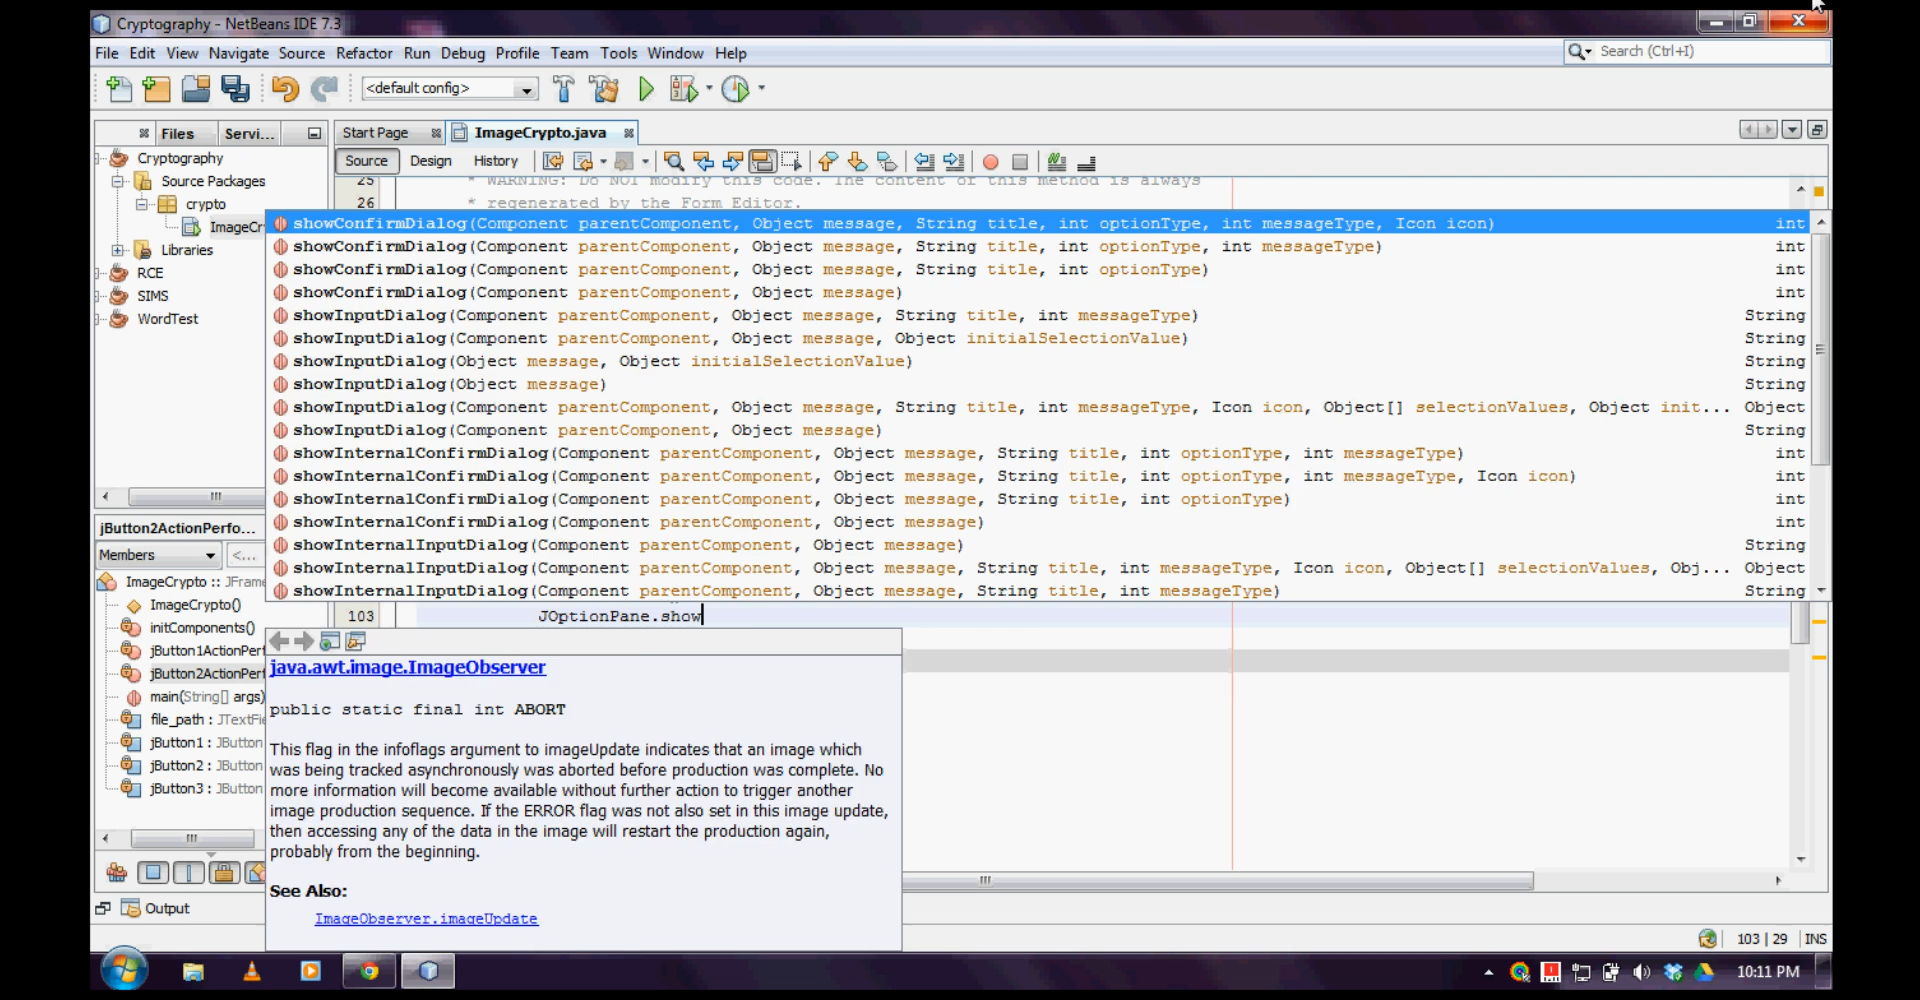 Cryptography - NetBeans IDE 7.3
File Edit View Navigate Source Refactor Run Debug Profile Team Tools Window Help
Search (Ctrl+I)
<default config>
Files Servi...
Start Page ImageCrypto.java
Source Design History
Cryptography
Source Packages
crypto
ImageCr
Libraries
RCE
SIMS
WordTest
25 * WARNING: Do NOT modify this code. The content of this method is always
26 * regenerated by the Form Editor.
showConfirmDialog(Component parentComponent, Object message, String title, int optionType, int messageType, Icon icon) int
showConfirmDialog(Component parentComponent, Object message, String title, int optionType, int messageType) int
showConfirmDialog(Component parentComponent, Object message, String title, int optionType) int
showConfirmDialog(Component parentComponent, Object message) int
showInputDialog(Component parentComponent, Object message, String title, int messageType) String
showInputDialog(Component parentComponent, Object message, Object initialSelectionValue) String
showInputDialog(Object message, Object initialSelectionValue) String
showInputDialog(Object message) String
showInputDialog(Component parentComponent, Object message, String title, int messageType, Icon icon, Object[] selectionValues, Object init... Object
showInputDialog(Component parentComponent, Object message) String
showInternalConfirmDialog(Component parentComponent, Object message, String title, int optionType, int messageType) int
showInternalConfirmDialog(Component parentComponent, Object message, String title, int optionType, int messageType, Icon icon) int
showInternalConfirmDialog(Component parentComponent, Object message, String title, int optionType) int
showInternalConfirmDialog(Component parentComponent, Object message) int
showInternalInputDialog(Component parentComponent, Object message) String
showInternalInputDialog(Component parentComponent, Object message, String title, int messageType, Icon icon, Object[] selectionValues, Obj... Object
showInternalInputDialog(Component parentComponent, Object message, String title, int messageType) String
103 JOptionPane.show
jButton2ActionPerfo...
Members <...
ImageCrypto :: JFrame
ImageCrypto()
initComponents()
jButton1ActionPerf
jButton2ActionPerf
main(String[] args)
file_path : JTextFie
jButton1 : JButton
jButton2 : JButton
jButton3 : JButton
java.awt.image.ImageObserver
public static final int ABORT
This flag in the infoflags argument to imageUpdate indicates that an image which
was being tracked asynchronously was aborted before production was complete. No
more information will become available without further action to trigger another
image production sequence. If the ERROR flag was not also set in this image update,
then accessing any of the data in the image will restart the production again,
probably from the beginning.
See Also:
ImageObserver.imageUpdate
Output
103 | 29 INS
10:11 PM